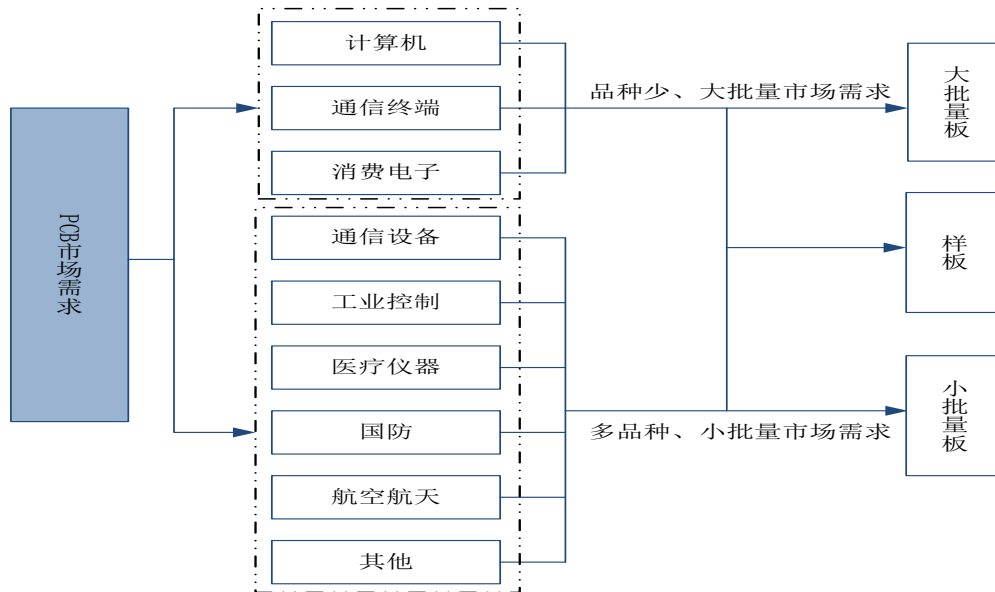 PCB市场需求
计算机
通信终端
消费电子
通信设备
工业控制
医疗仪器
国防
航空航天
其他
品种少、大批量市场需求
多品种、小批量市场需求
大批量板
样板
小批量板